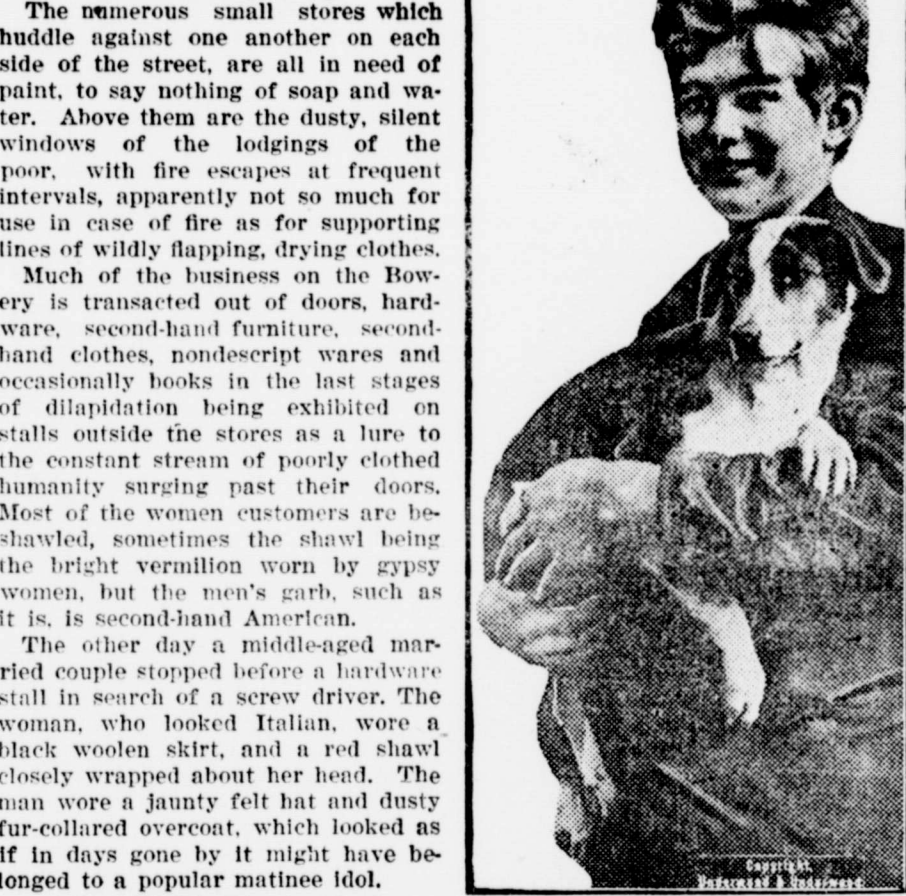 The numerous small stores which
huddle against one another on each
side of the street, are all in need of
paint, to say nothing of soap and wa-
ter. Above them are the dusty, silent
windows of the lodgings of the
poor, with fire escapes at frequent
intervals, apparently not so much for
use in case of fire as for supporting
lines of wildly flapping, drying clothes.
Much of the business on the Bow-
ery is transacted out of doors, hard-
ware, second-hand furniture, second-
hand clothes, nondescript wares and
occasionally books in the last stages
of dilapidation being exhibited on
stalls outside the stores as a lure to
the constant stream of poorly clothed
humanity surging past their doors.
Most of the women customers are be-
shawled, sometimes the shawl being
the bright vermilion worn by gypsy
women, but the men's garb, such as
it is, is second-hand American.
The other day a middle-aged mar-
ried couple stopped before a hardware
stall in search of a screw driver. The
woman, who looked Italian, wore a
black woolen skirt, and a red shawl
closely wrapped about her head. The
man wore a jaunty felt hat and dusty
fur-collared overcoat, which looked as
if in days gone by it might have be-
longed to a popular matinee idol.
Copyright
Underwood & Underwood